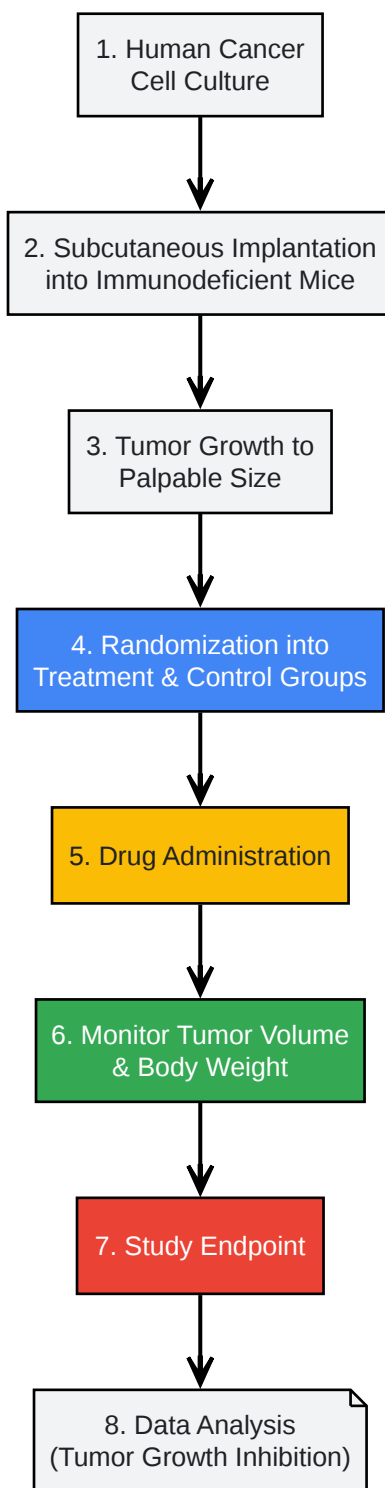 1. Human Cancer
Cell Culture
2. Subcutaneous Implantation
into Immunodeficient Mice
3. Tumor Growth to
Palpable Size
4. Randomization into
Treatment & Control Groups
5. Drug Administration
6. Monitor Tumor Volume
& Body Weight
7. Study Endpoint
8. Data Analysis
(Tumor Growth Inhibition)